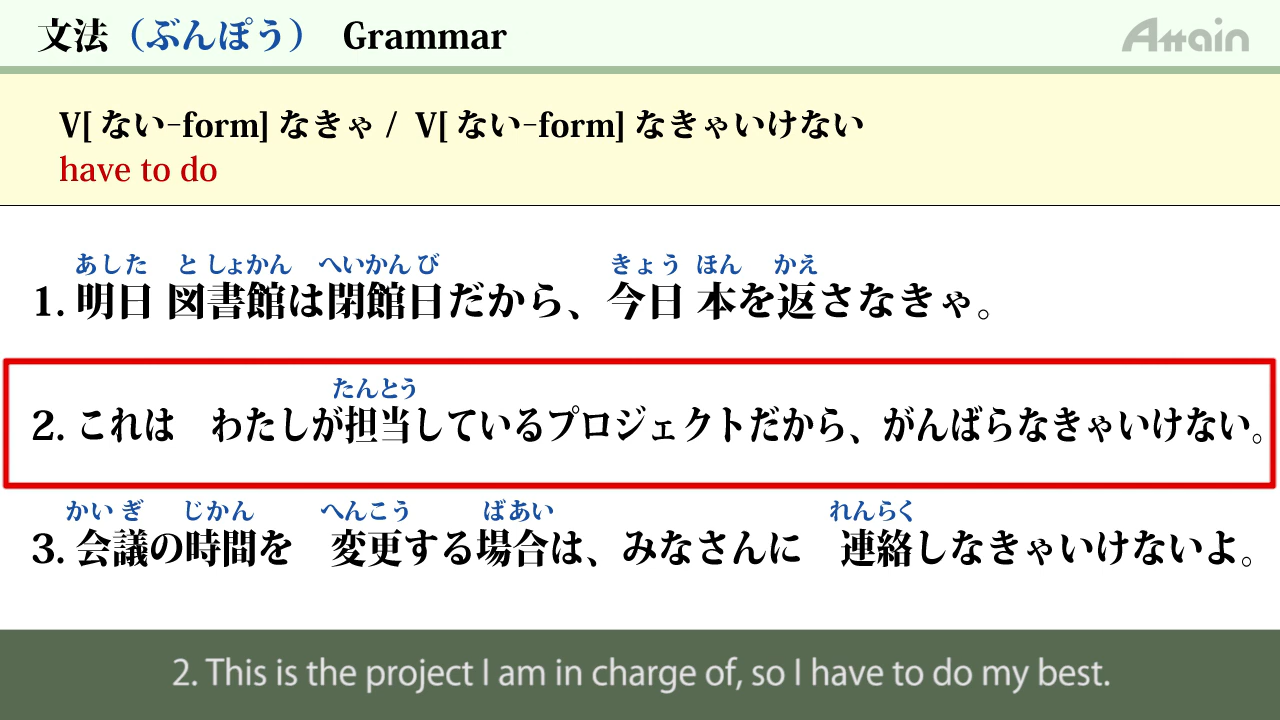 文法（ぶんぽう） Grammar
Attain
V[ ない-form] なきゃ / V[ ない-form] なきゃいけない
have to do
あした としょかん へいかんび きょう ほん かえ
1. 明日 図書館は閉館日だから、今日 本を返さなきゃ。
たんとう
2. これは　わたしが担当しているプロジェクトだから、がんばらなきゃいけない。
かいぎ じかん へんこう ばあい れんらく
3. 会議の時間を　変更する場合は、みなさんに　連絡しなきゃいけないよ。
2. This is the project I am in charge of, so I have to do my best.